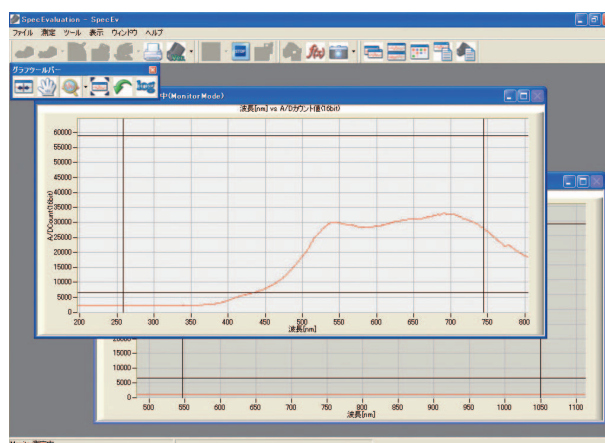 SpecEvaluation - SpecEv
ファイル 測定 ツール 表示 ウィンドウ ヘルプ
グラフツールバー
中(MonitorMode)
波長[nm] vs A/Dカウント値(16bit)
A/DCount(16bit)
60000
55000
50000
45000
40000
35000
30000
25000
20000
15000
10000
5000
0
200 250 300 350 400 450 500 550 600 650 700 750 800
波長[nm]
20000
15000
10000
5000
0
500 550 600 650 700 750 800 850 900 950 1000 1050 1100
波長[nm]